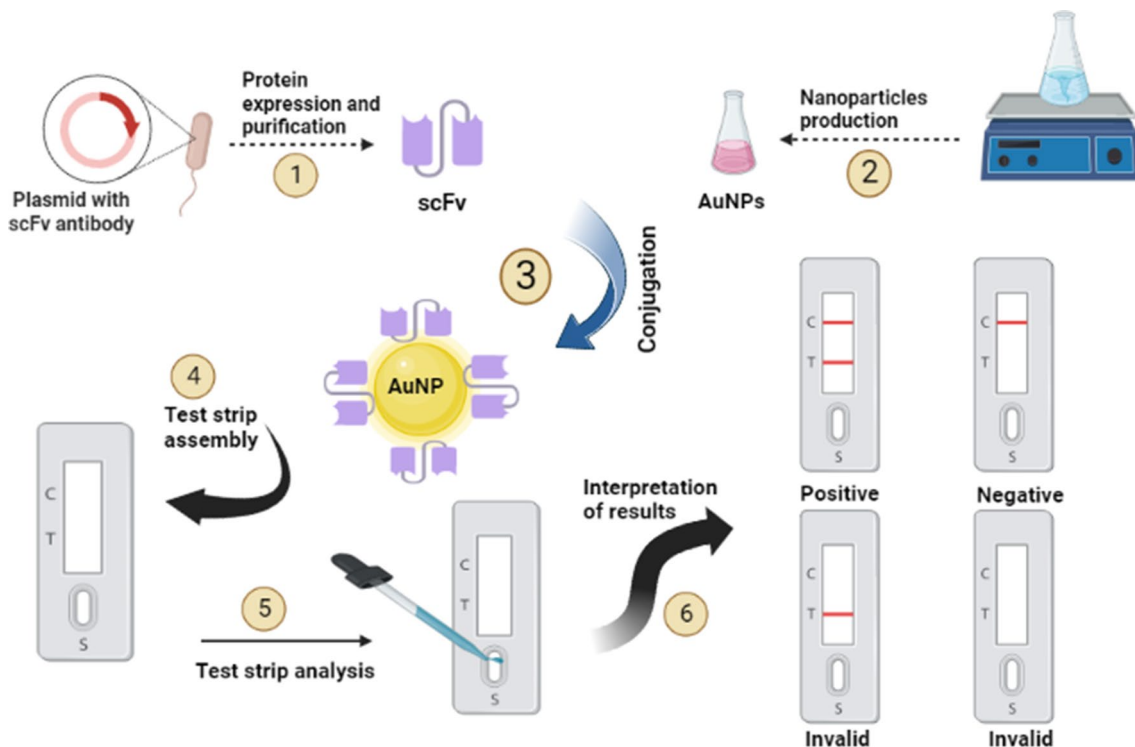 Protein
expression and
purification
1
Plasmid with
scFv antibody
scFv
Nanoparticles
production
2
AuNPs
3
Conjugation
AuNP
4
Test strip
assembly
C
T
S
5
Test strip analysis
C
T
S
Interpretation
of results
6
C
T
S
Positive
C
T
S
Negative
C
T
S
Invalid
C
T
S
Invalid